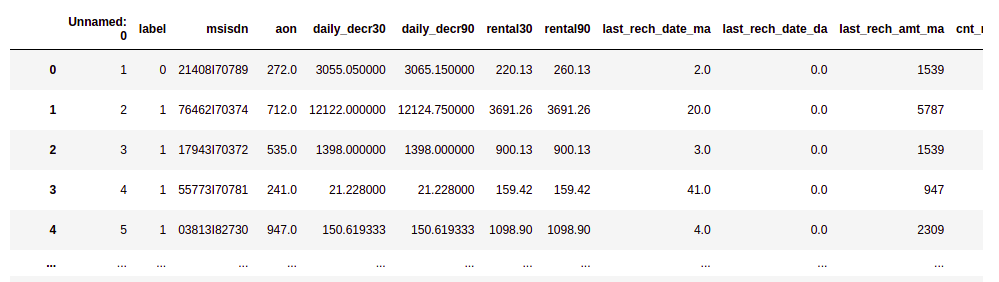 Unnamed: 0 label msisdn aon daily_decr30 daily_decr90 rental30 rental90 last_rech_date_ma last_rech_date_da last_rech_amt_ma cnt_r
0 1 0 21408I70789 272.0 3055.050000 3065.150000 220.13 260.13 2.0 0.0 1539
1 2 1 76462I70374 712.0 12122.000000 12124.750000 3691.26 3691.26 20.0 0.0 5787
2 3 1 17943I70372 535.0 1398.000000 1398.000000 900.13 900.13 3.0 0.0 1539
3 4 1 55773I70781 241.0 21.228000 21.228000 159.42 159.42 41.0 0.0 947
4 5 1 03813I82730 947.0 150.619333 150.619333 1098.90 1098.90 4.0 0.0 2309
... ... ... ... ... ... ... ... ... ... ... ...